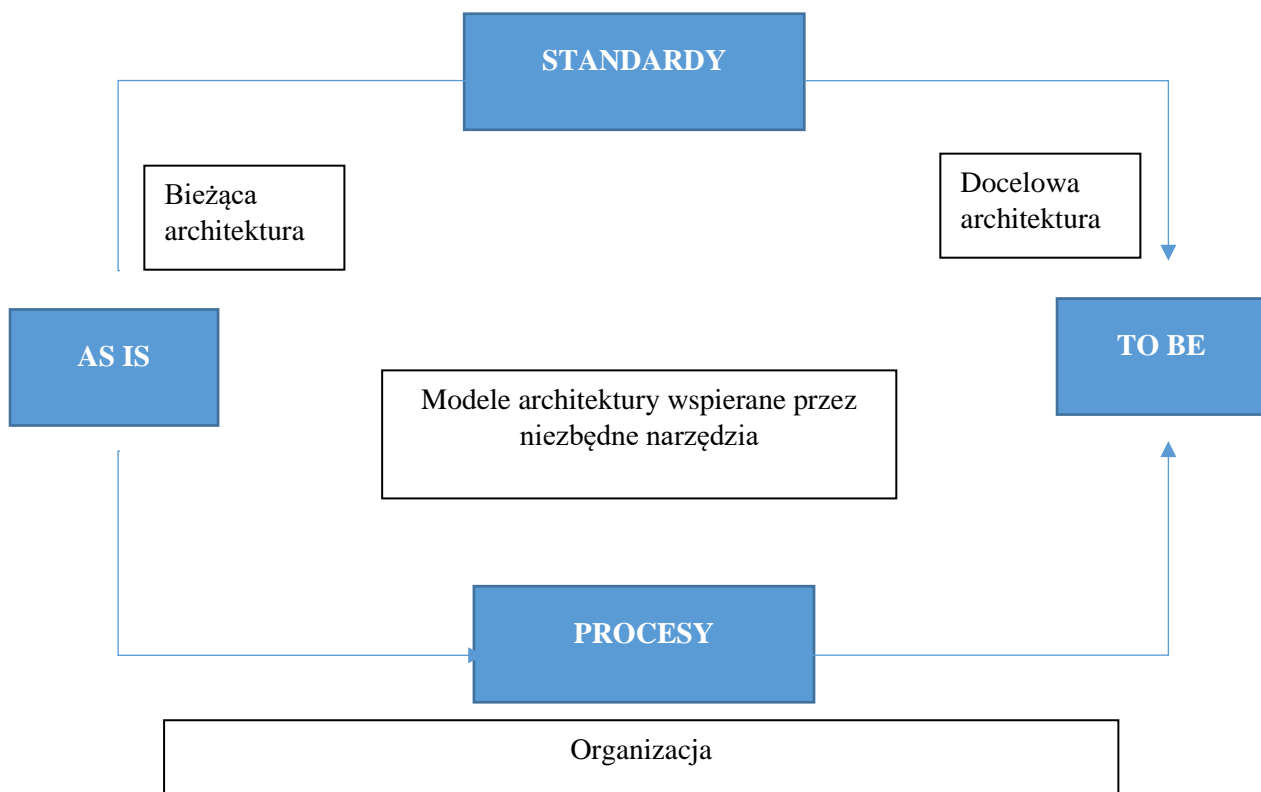 STANDARDY
Bieżąca
architektura
Docelowa
architektura
AS IS
TO BE
Modele architektury wspierane przez
niezbędne narzędzia
PROCESY
Organizacja